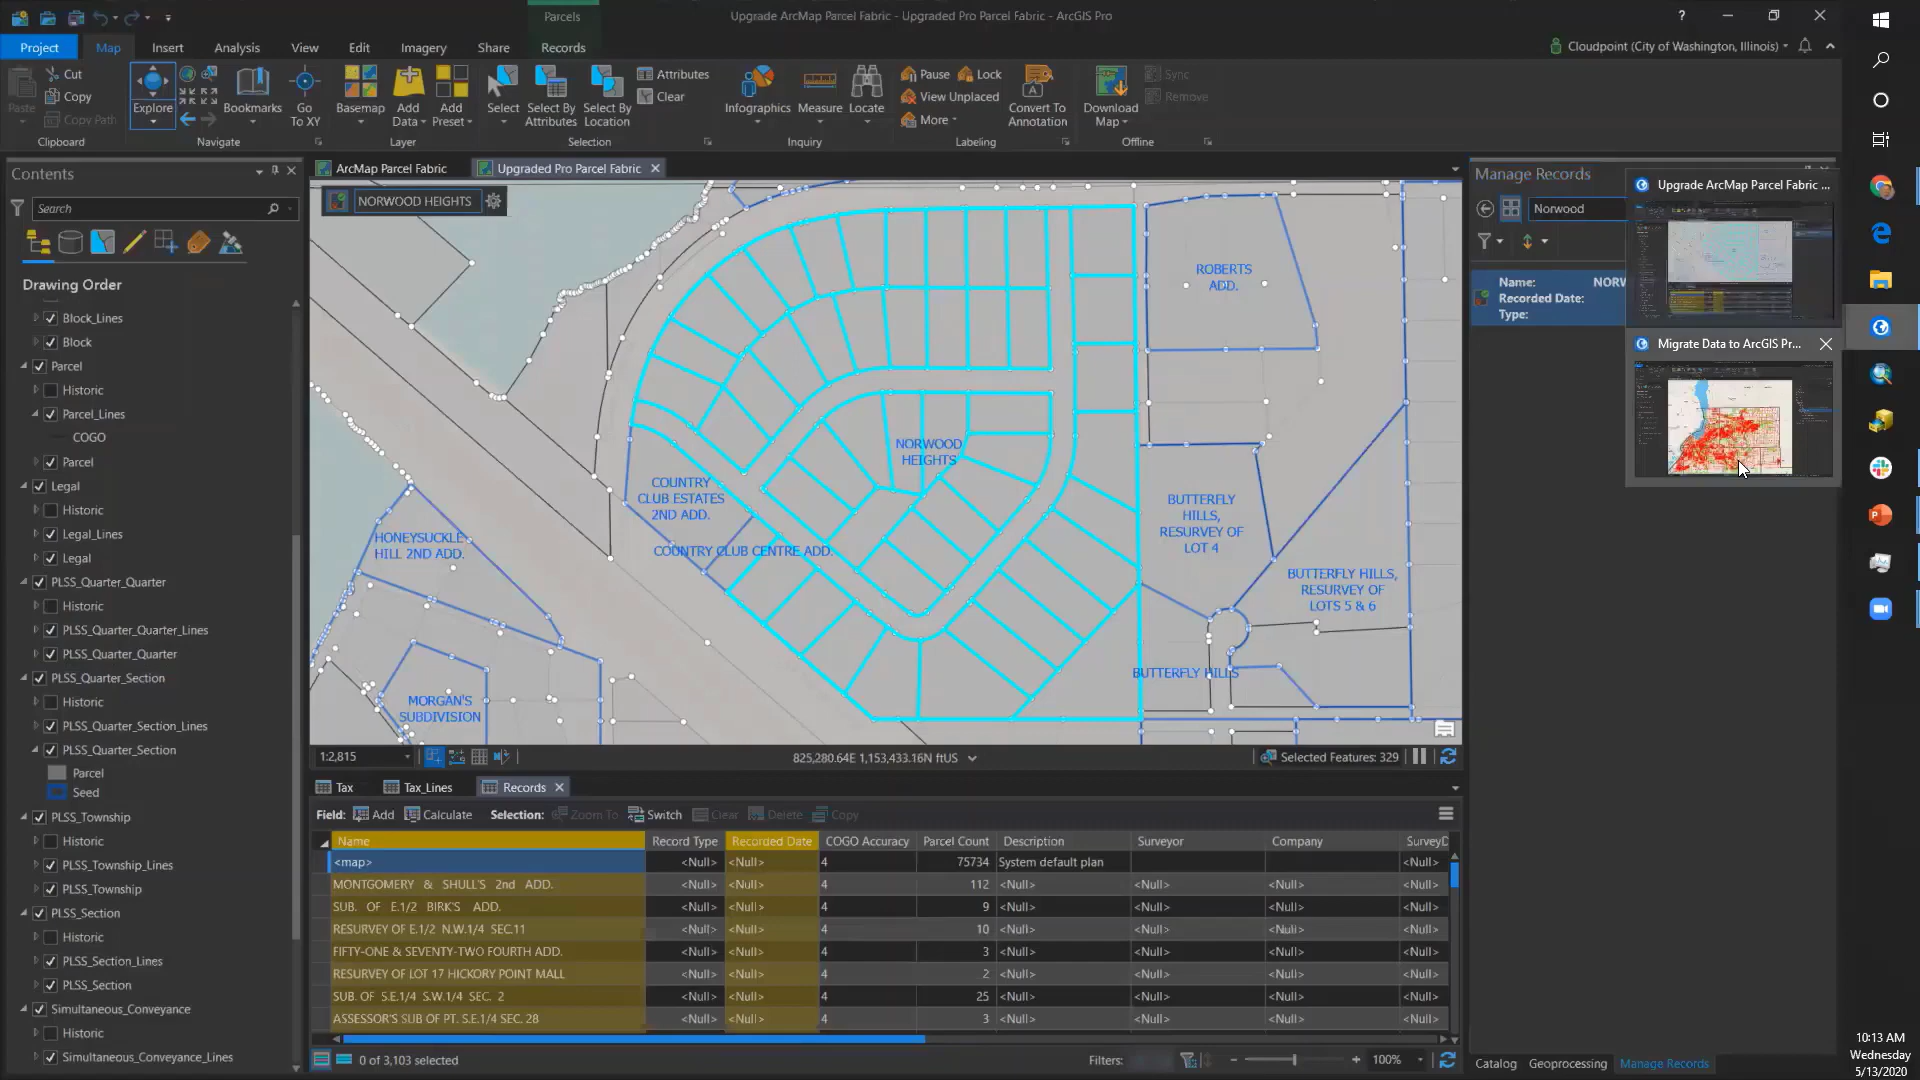 Parcels
Upgrade ArcMap Parcel Fabric - Upgraded Pro Parcel Fabric - ArcGIS Pro
?
Project
Map
Insert
Analysis
View
Edit
Imagery
Share
Records
Cloudpoint (City of Washington, Illinois)
Paste
Cut
Copy
Copy Path
Clipboard
Explore
Bookmarks
Go To XY
Navigate
Basemap
Add Data
Add Preset
Layer
Select
Select By Attributes
Select By Location
Attributes
Clear
Selection
Infographics
Measure
Locate
Inquiry
Pause
Lock
View Unplaced
More
Convert To Annotation
Labeling
Download Map
Sync
Remove
Offline
Contents
Search
Drawing Order
Block_Lines
Block
Parcel
Historic
Parcel_Lines
COGO
Parcel
Legal
Historic
Legal_Lines
Legal
PLSS_Quarter_Quarter
Historic
PLSS_Quarter_Quarter_Lines
PLSS_Quarter_Quarter
PLSS_Quarter_Section
Historic
PLSS_Quarter_Section_Lines
PLSS_Quarter_Section
Parcel
Seed
PLSS_Township
Historic
PLSS_Township_Lines
PLSS_Township
PLSS_Section
Historic
PLSS_Section_Lines
PLSS_Section
Simultaneous_Conveyance
Historic
Simultaneous_Conveyance_Lines
ArcMap Parcel Fabric
Upgraded Pro Parcel Fabric
NORWOOD HEIGHTS
ROBERTS
ADD.
NORWOOD
HEIGHTS
COUNTRY
CLUB ESTATES
2ND ADD.
COUNTRY CLUB CENTRE ADD.
HONEYSUCKLE
HILL 2ND ADD.
MORGAN'S
SUBDIVISION
BUTTERFLY
HILLS,
RESURVEY OF
LOT 4
BUTTERFLY HILLS,
RESURVEY OF
LOTS 5 & 6
BUTTERFLY HILLS
1:2,815
825,280.64E 1,153,433.16N ftUS
Selected Features: 329
Tax
Tax_Lines
Records
Field:
Add
Calculate
Selection:
Zoom To
Switch
Clear
Delete
Copy
Name Record Type Recorded Date COGO Accuracy Parcel Count Description Surveyor Company SurveyD
<map> <Null> <Null> 4 75734 System default plan <Null>
MONTGOMERY & SHULL'S 2nd ADD. <Null> <Null> 4 112 <Null> <Null> <Null> <Null>
SUB. OF E.1/2 BIRK'S ADD. <Null> <Null> 4 9 <Null> <Null> <Null> <Null>
RESURVEY OF E.1/2 N.W.1/4 SEC.11 <Null> <Null> 4 10 <Null> <Null> <Null> <Null>
FIFTY-ONE & SEVENTY-TWO FOURTH ADD. <Null> <Null> 4 3 <Null> <Null> <Null> <Null>
RESURVEY OF LOT 17 HICKORY POINT MALL <Null> <Null> 4 2 <Null> <Null> <Null> <Null>
SUB. OF S.E.1/4 S.W.1/4 SEC. 2 <Null> <Null> 4 25 <Null> <Null> <Null> <Null>
ASSESSOR'S SUB OF PT. S.E.1/4 SEC. 28 <Null> <Null> 4 3 <Null> <Null> <Null> <Null>
0 of 3,103 selected
Filters:
100%
Manage Records
Norwood
Name: NORW
Recorded Date:
Type:
Upgrade ArcMap Parcel Fabric ...
Migrate Data to ArcGIS Pr...
Catalog
Geoprocessing
Manage Records
10:13 AM
Wednesday
5/13/2020